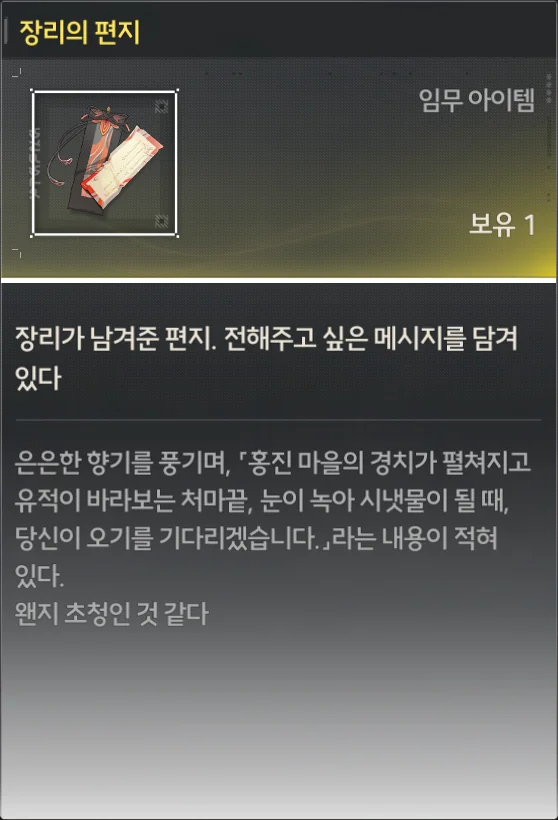 장리의 편지
임무 아이템
보유 1
장리가 남겨준 편지. 전해주고 싶은 메시지를 담겨
있다
은은한 향기를 풍기며, 「홍진 마을의 경치가 펼쳐지고
유적이 바라보는 처마끝, 눈이 녹아 시냇물이 될 때,
당신이 오기를 기다리겠습니다.」라는 내용이 적혀
있다.
왠지 초청인 것 같다